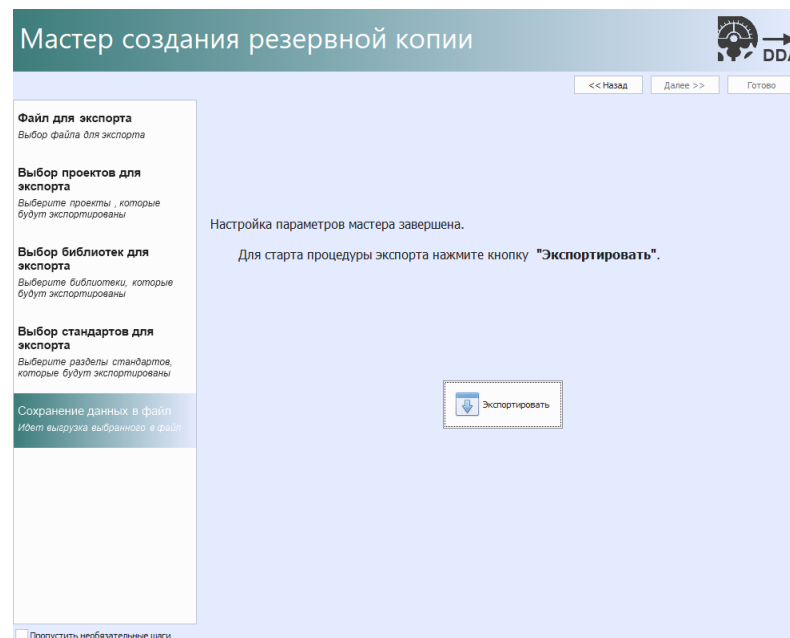 Мастер создания резервной копии
<< Назад
Далее >>
Готово
Файл для экспорта
Выбор файла для экспорта
Выбор проектов для
экспорта
Выберите проекты , которые
будут экспортированы
Выбор библиотек для
экспорта
Выберите библиотеки, которые
будут экспортированы
Выбор стандартов для
экспорта
Выберите разделы стандартов,
которые будут экспортированы
Сохранение данных в файл
Идет выгрузка выбранного в файл
Настройка параметров мастера завершена.
Для старта процедуры экспорта нажмите кнопку "Экспортировать".
Экспортировать
Пропустить необязательные шаги